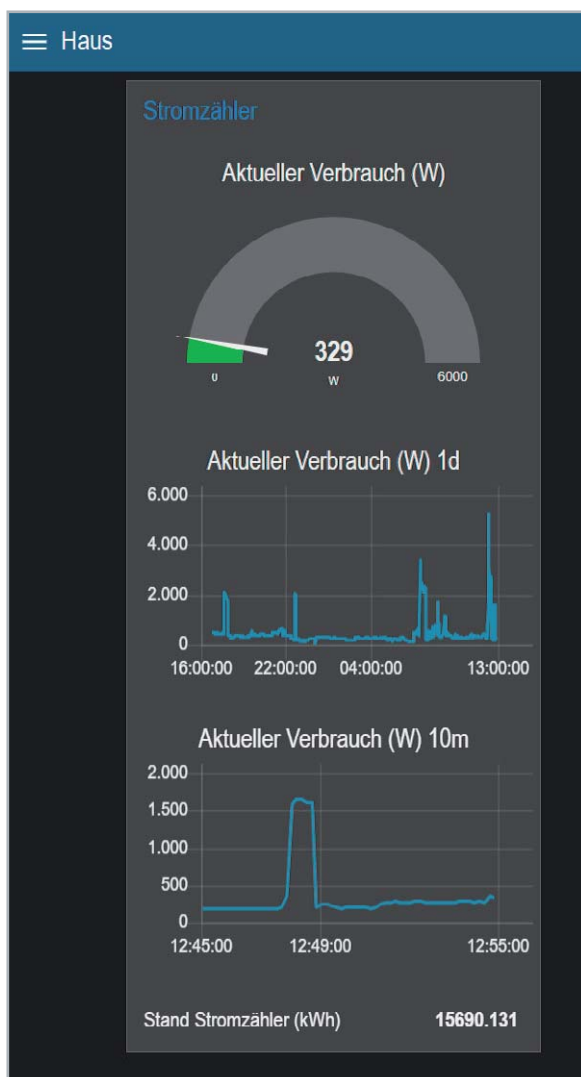 Haus
Stromzähler
Aktueller Verbrauch (W)
329
W
0
6000
Aktueller Verbrauch (W) 1d
6.000
4.000
2.000
0
16:00:00 22:00:00 04:00:00 13:00:00
Aktueller Verbrauch (W) 10m
2.000
1.500
1.000
500
0
12:45:00 12:49:00 12:55:00
Stand Stromzähler (kWh) 15690.131